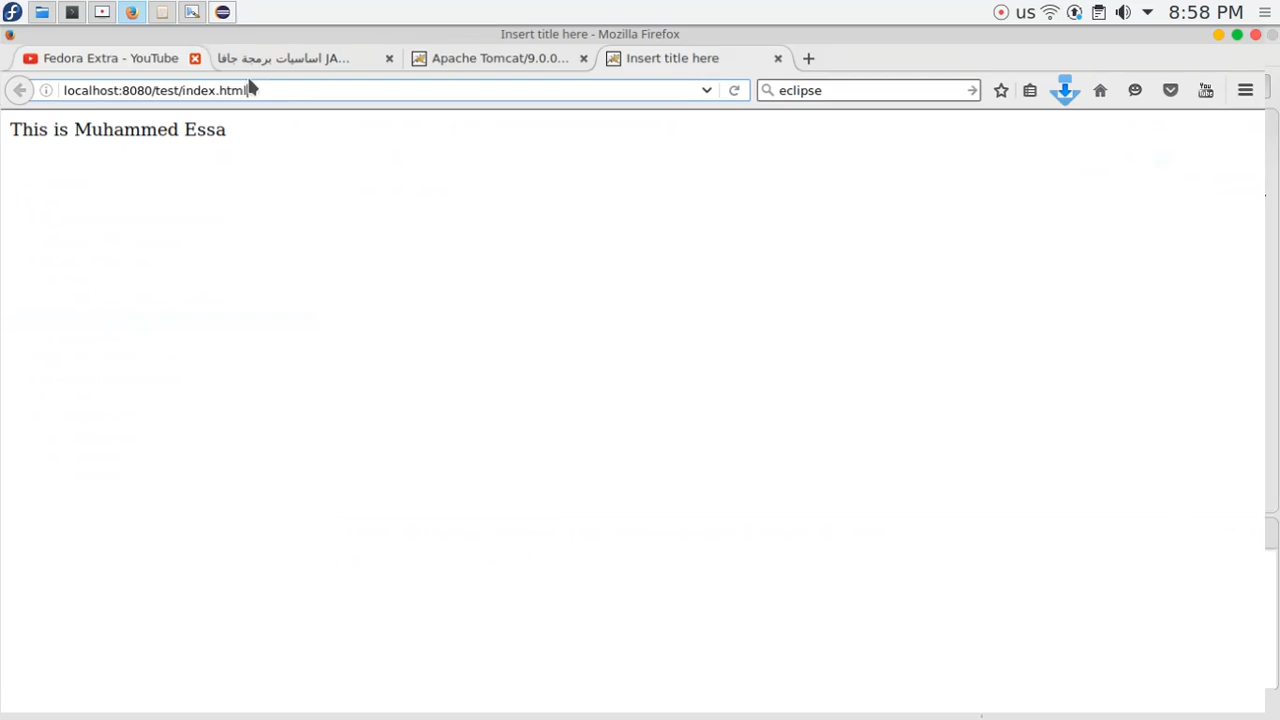 us 8:58 PM
Insert title here - Mozilla Firefox
Fedora Extra - YouTube
اساسيات برمجة جافا JA...
Apache Tomcat/9.0.0...
Insert title here
localhost:8080/test/index.html
eclipse
You
This is Muhammed Essa